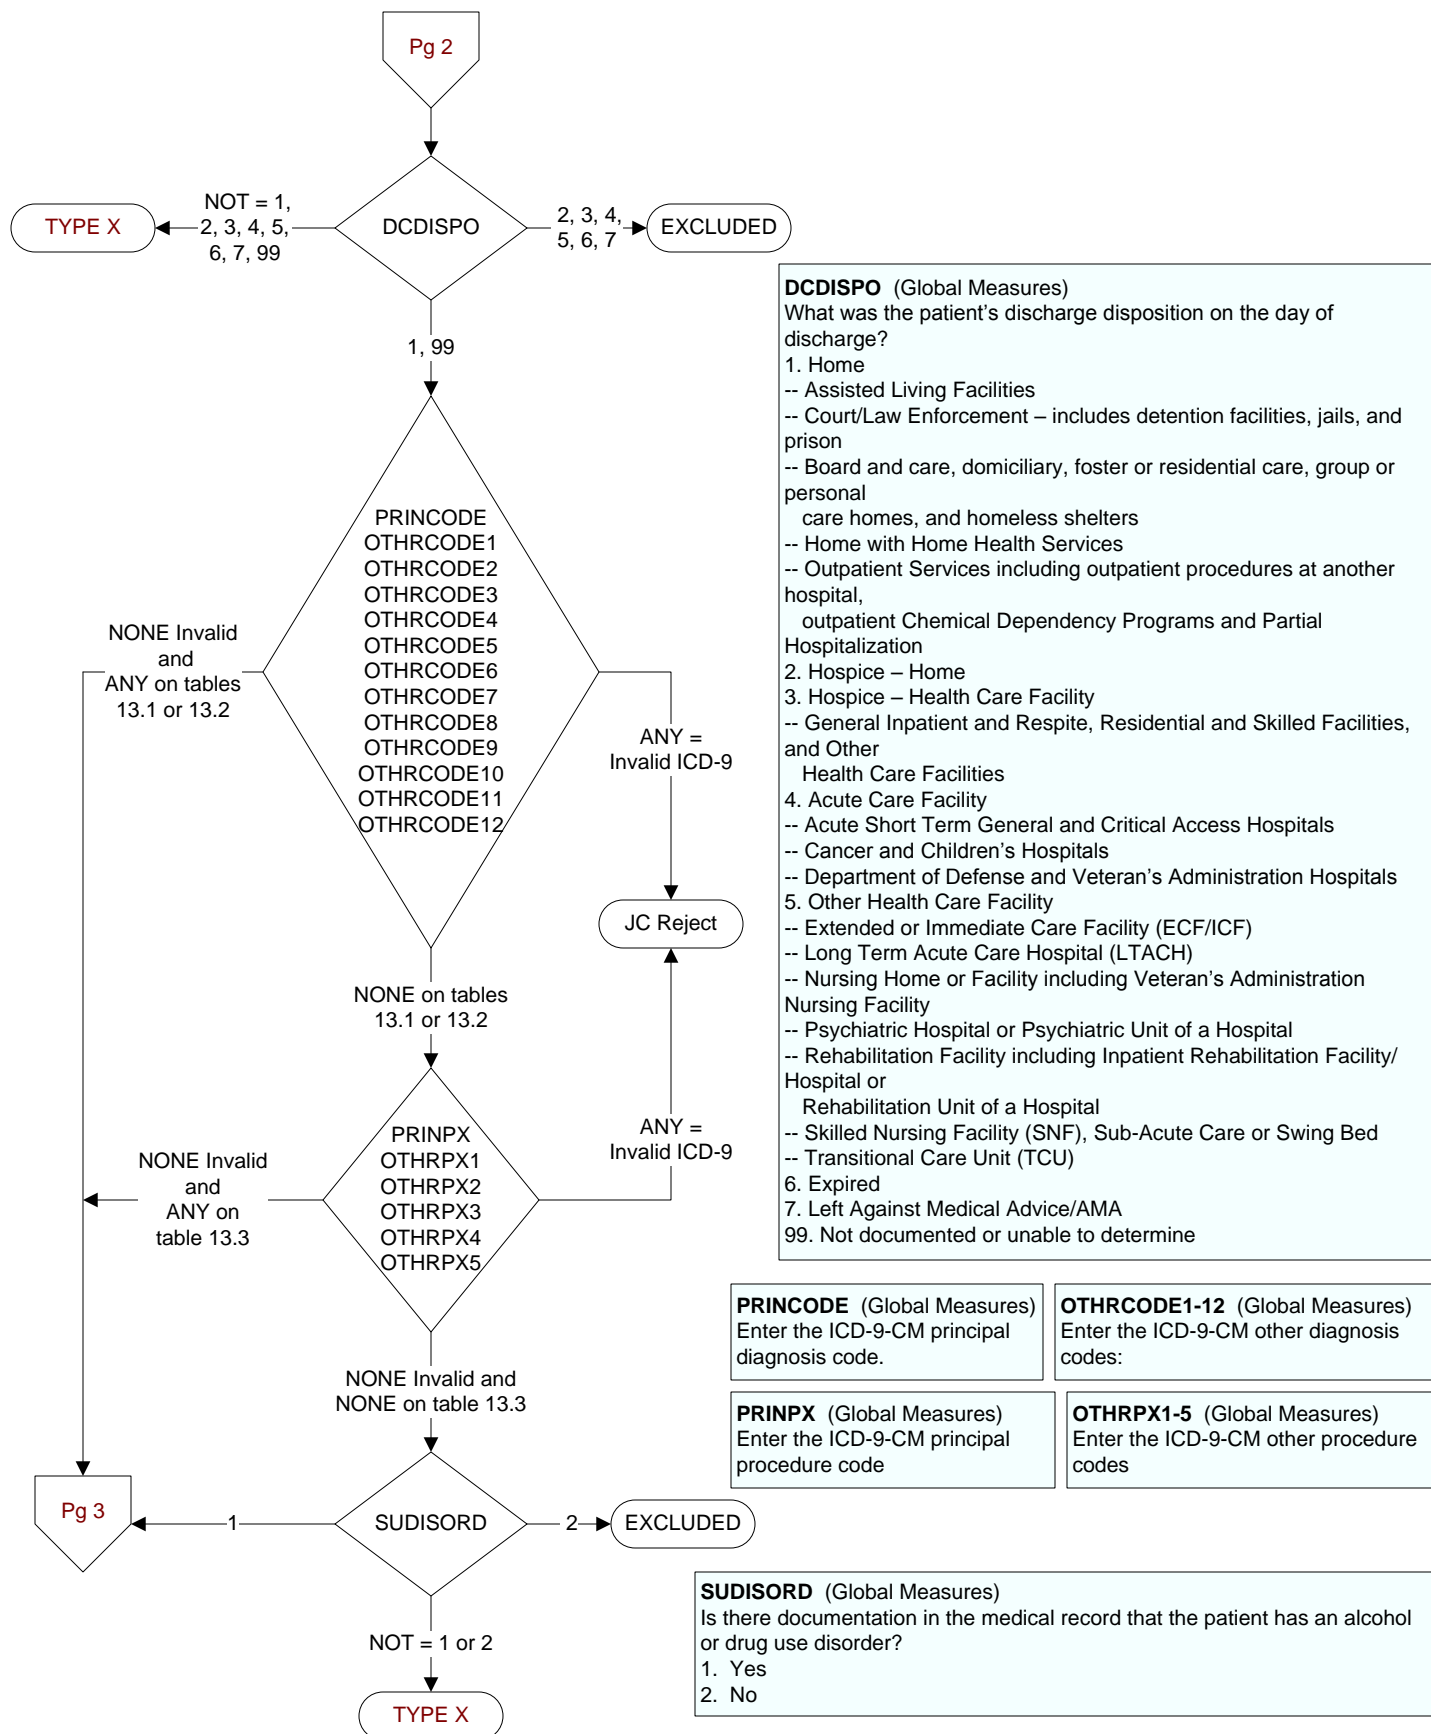 Pg 2
NOT = 1,
2, 3, 4, 5,
6, 7, 99
TYPE X
DCDISPO
2, 3, 4,
5, 6, 7
EXCLUDED
1, 99
DCDISPO (Global Measures)
What was the patient's discharge disposition on the day of
discharge?
1. Home
-- Assisted Living Facilities
-- Court/Law Enforcement – includes detention facilities, jails, and
prison
-- Board and care, domiciliary, foster or residential care, group or
personal
care homes, and homeless shelters
-- Home with Home Health Services
-- Outpatient Services including outpatient procedures at another
hospital,
outpatient Chemical Dependency Programs and Partial
Hospitalization
2. Hospice – Home
3. Hospice – Health Care Facility
-- General Inpatient and Respite, Residential and Skilled Facilities,
and Other
Health Care Facilities
4. Acute Care Facility
-- Acute Short Term General and Critical Access Hospitals
-- Cancer and Children's Hospitals
-- Department of Defense and Veteran's Administration Hospitals
5. Other Health Care Facility
-- Extended or Immediate Care Facility (ECF/ICF)
-- Long Term Acute Care Hospital (LTACH)
-- Nursing Home or Facility including Veteran's Administration
Nursing Facility
-- Psychiatric Hospital or Psychiatric Unit of a Hospital
-- Rehabilitation Facility including Inpatient Rehabilitation Facility/
Hospital or
Rehabilitation Unit of a Hospital
-- Skilled Nursing Facility (SNF), Sub-Acute Care or Swing Bed
-- Transitional Care Unit (TCU)
6. Expired
7. Left Against Medical Advice/AMA
99. Not documented or unable to determine
PRINCODE
OTHRCODE1
OTHRCODE2
OTHRCODE3
OTHRCODE4
OTHRCODE5
OTHRCODE6
OTHRCODE7
OTHRCODE8
OTHRCODE9
OTHRCODE10
OTHRCODE11
OTHRCODE12
NONE Invalid
and
ANY on tables
13.1 or 13.2
ANY =
Invalid ICD-9
JC Reject
NONE on tables
13.1 or 13.2
PRINPX
OTHRPX1
OTHRPX2
OTHRPX3
OTHRPX4
OTHRPX5
NONE Invalid
and
ANY on
table 13.3
ANY =
Invalid ICD-9
PRINCODE (Global Measures)
Enter the ICD-9-CM principal
diagnosis code.
OTHRCODE1-12 (Global Measures)
Enter the ICD-9-CM other diagnosis
codes:
NONE Invalid and
NONE on table 13.3
PRINPX (Global Measures)
Enter the ICD-9-CM principal
procedure code
OTHRPX1-5 (Global Measures)
Enter the ICD-9-CM other procedure
codes
Pg 3
1
SUDISORD
2
EXCLUDED
NOT = 1 or 2
TYPE X
SUDISORD (Global Measures)
Is there documentation in the medical record that the patient has an alcohol
or drug use disorder?
1. Yes
2. No